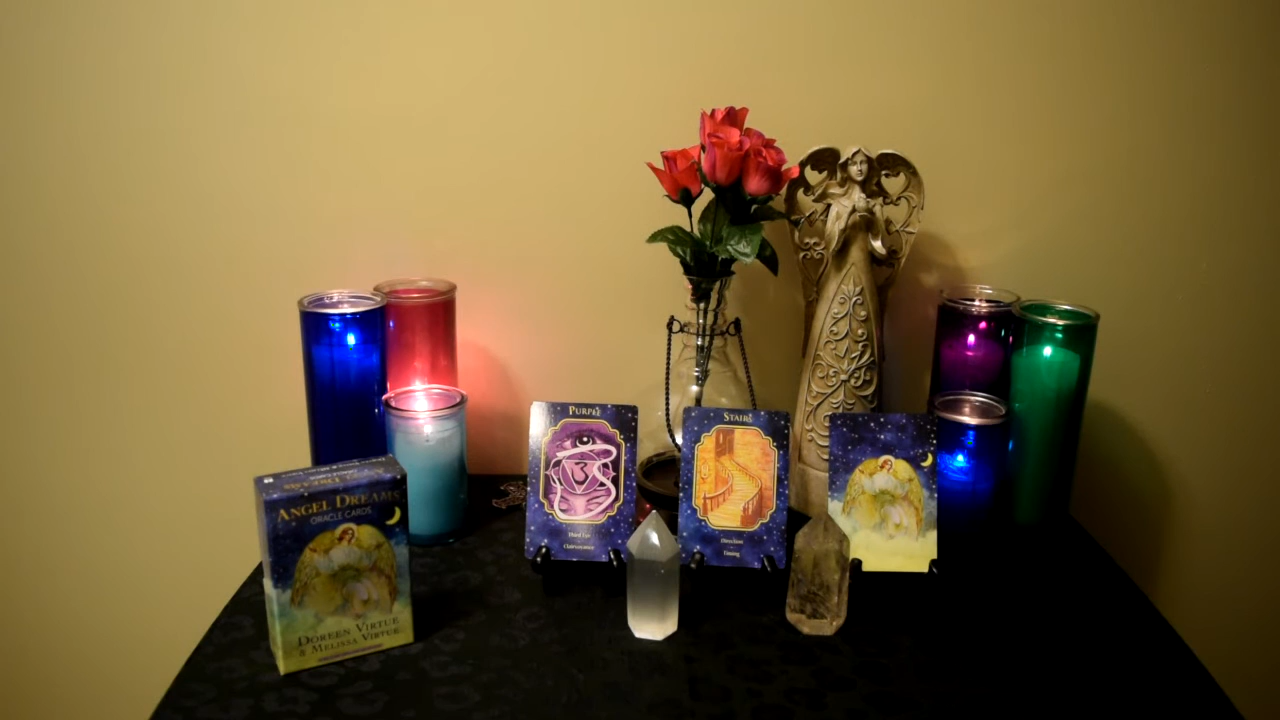 ANGEL DREAMS
ORACLE CARDS
DOREEN VIRTUE
& MELISSA VIRTUE
PURPLE
Third Eye
Clairvoyance
STAIRS
Direction
Timing